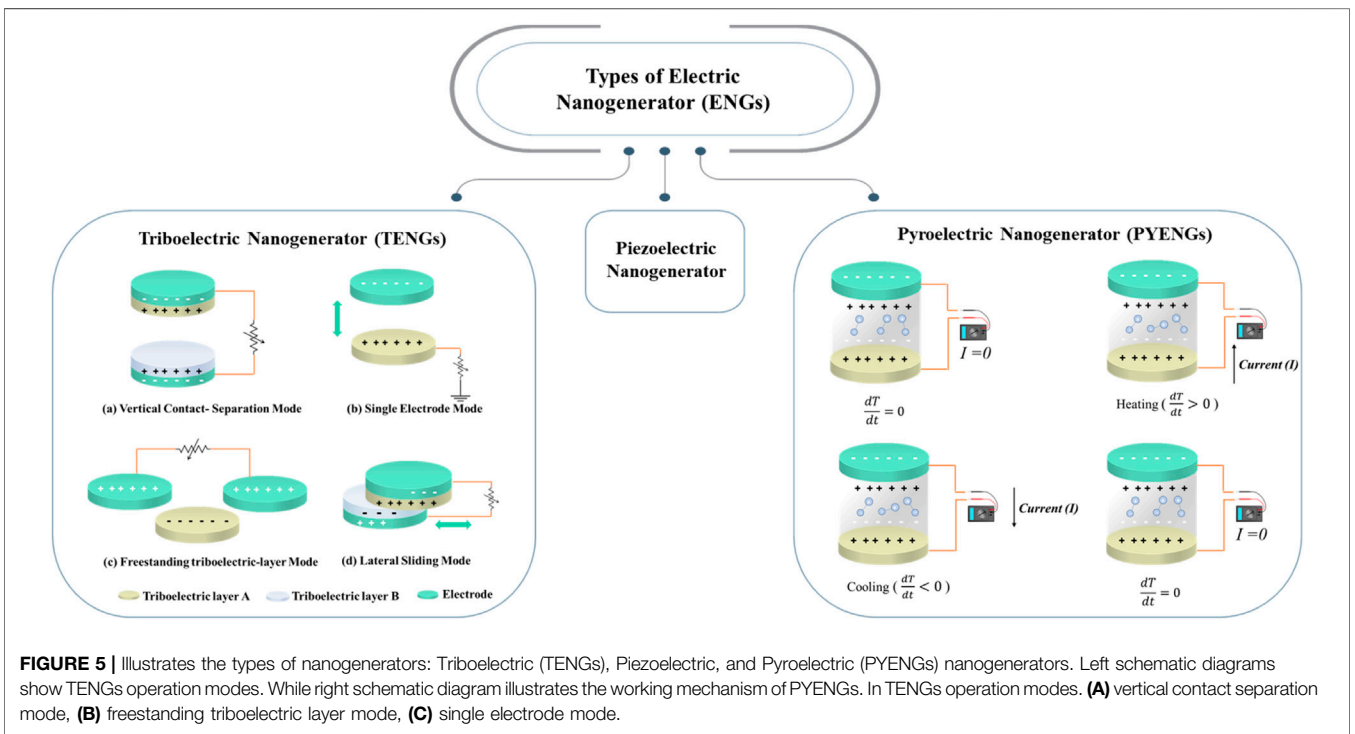 Types of Electric
Nanogenerator (ENGs)
Triboelectric Nanogenerator (TENGs)
(a) Vertical Contact- Separation Mode
(b) Single Electrode Mode
(c) Freestanding triboelectric-layer Mode
(d) Lateral Sliding Mode
Triboelectric layer A
Triboelectric layer B
Electrode
Piezoelectric
Nanogenerator
Pyroelectric Nanogenerator (PYENGs)
I =0
dT/dt = 0
Current (I)
Heating ( dT/dt > 0 )
Current (I)
Cooling ( dT/dt < 0 )
I =0
dT/dt = 0
FIGURE 5 | Illustrates the types of nanogenerators: Triboelectric (TENGs), Piezoelectric, and Pyroelectric (PYENGs) nanogenerators. Left schematic diagrams
show TENGs operation modes. While right schematic diagram illustrates the working mechanism of PYENGs. In TENGs operation modes. (A) vertical contact separation
mode, (B) freestanding triboelectric layer mode, (C) single electrode mode.